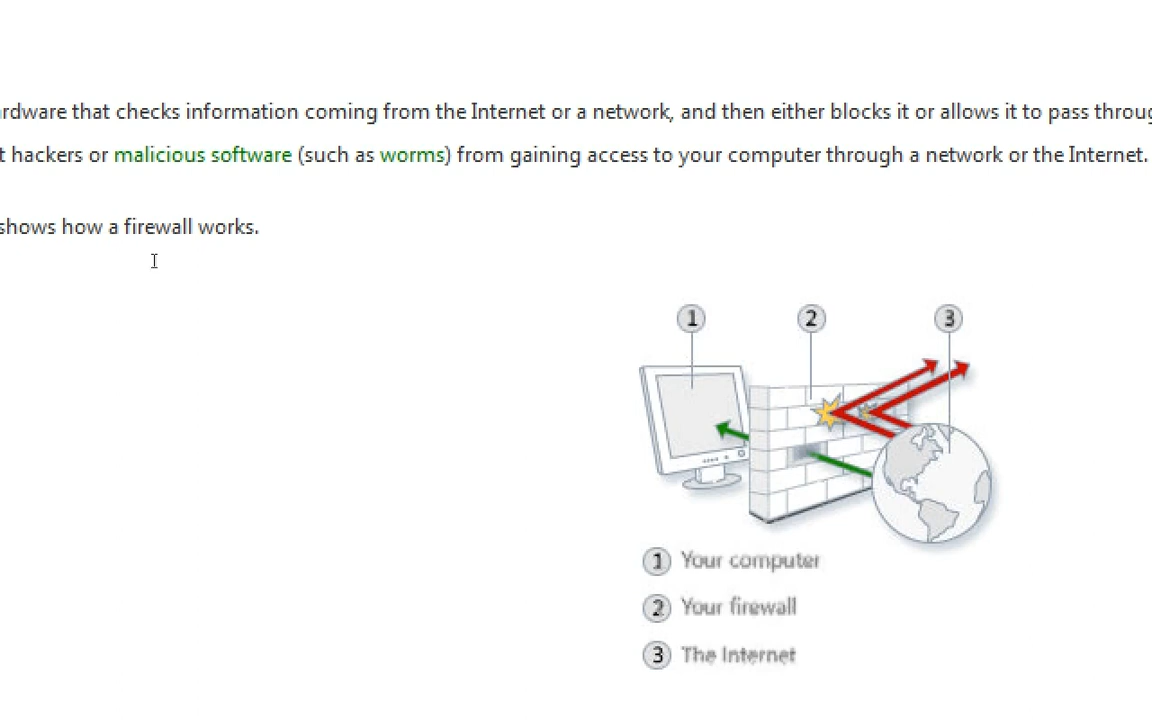 rdware that checks information coming from the Internet or a network, and then either blocks it or allows it to pass throug
t hackers or malicious software (such as worms) from gaining access to your computer through a network or the Internet.
shows how a firewall works.
1 2 3
1 Your computer
2 Your firewall
3 The Internet